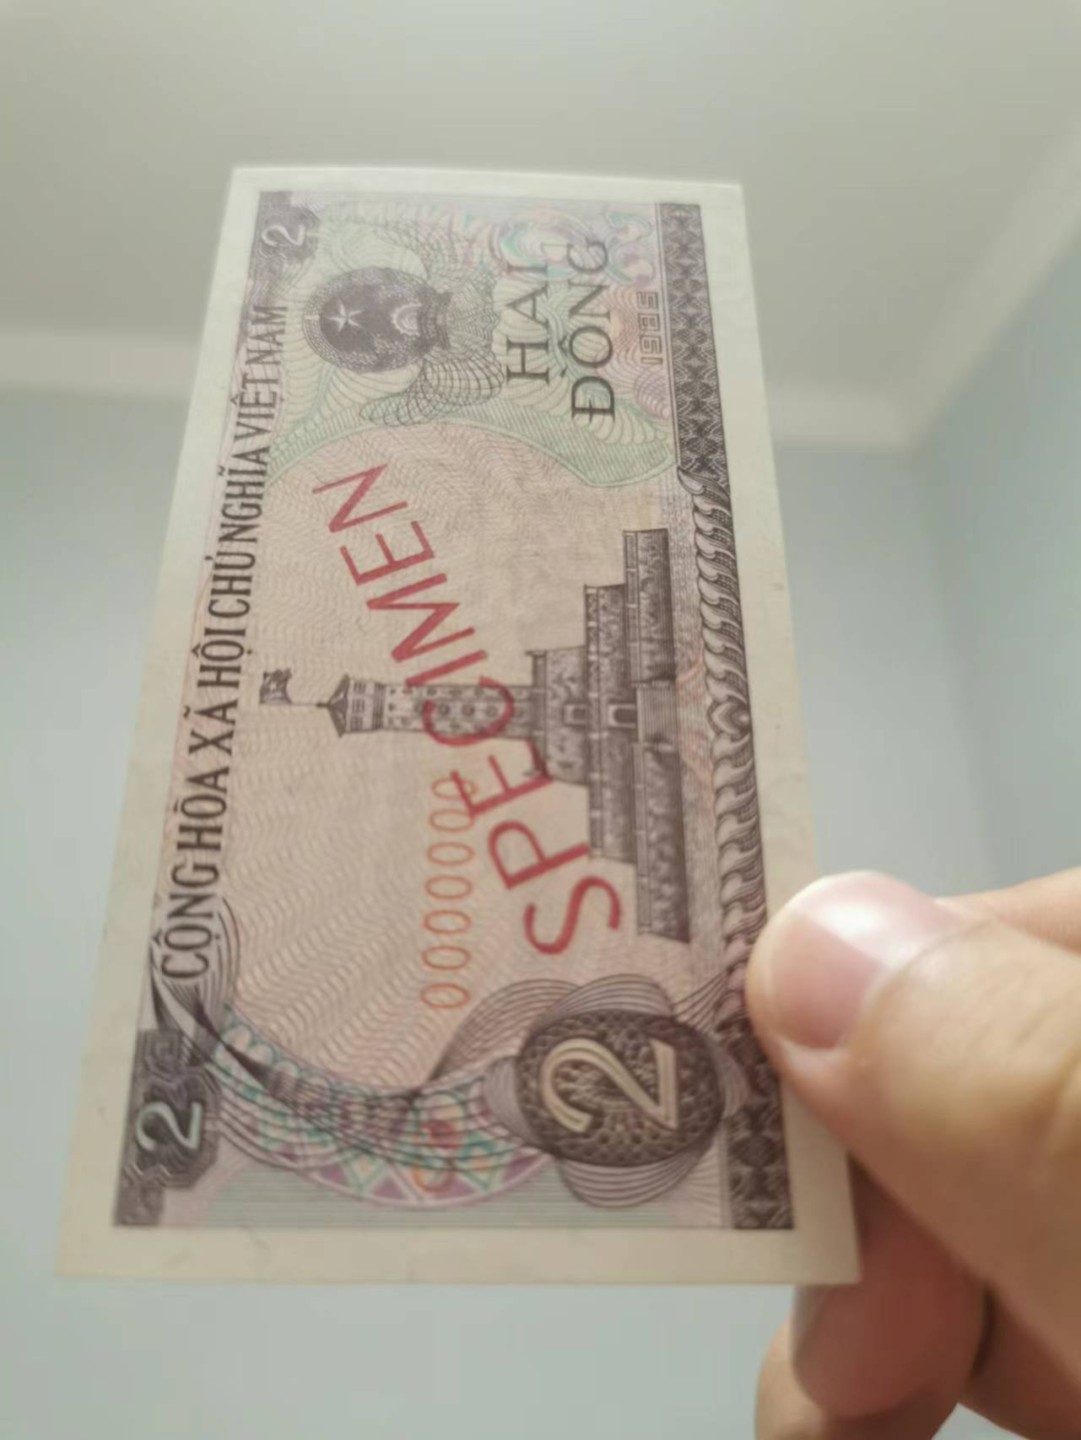 CỘNG HÒA XÃ HỘI CHỦ NGHĨA VIỆT NAM
2
2
HAI
ĐỒNG
1985
0000000
SPECIMEN
2